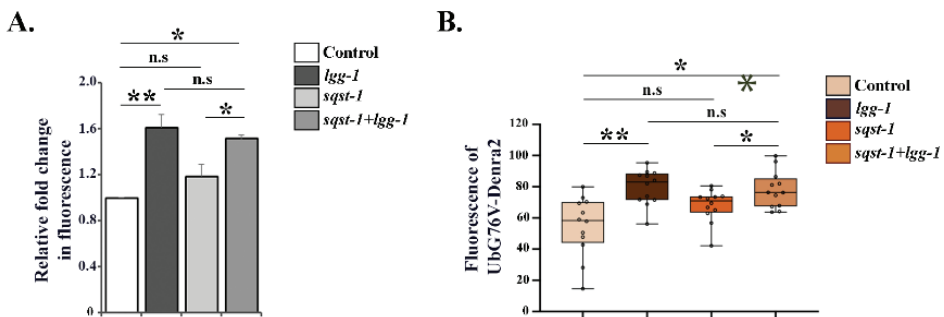 A.
*
n.s
n.s
** *
Control
lgg-1
sqst-1
sqst-1+lgg-1
Relative fold change
in fluorescence
2.0
1.6
1.2
0.8
0.4
0
B.
*
*
n.s
n.s
** *
Control
lgg-1
sqst-1
sqst-1+lgg-1
Fluorescence of
UbG76V-Denra2
120
100
80
60
40
20
0